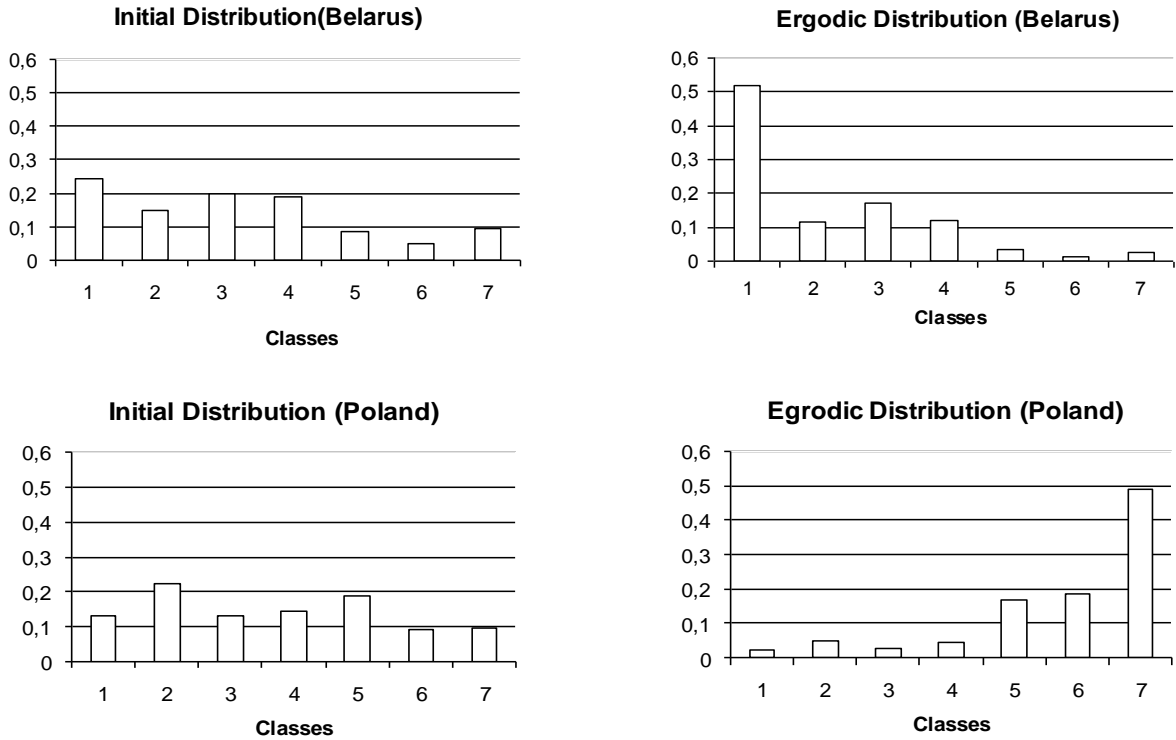 Initial Distribution(Belarus)
0,6
0,5
0,4
0,3
0,2
0,1
0
1 2 3 4 5 6 7
Classes
Ergodic Distribution (Belarus)
0,6
0,5
0,4
0,3
0,2
0,1
0
1 2 3 4 5 6 7
Classes
Initial Distribution (Poland)
0,6
0,5
0,4
0,3
0,2
0,1
0
1 2 3 4 5 6 7
Classes
Egrodic Distribution (Poland)
0,6
0,5
0,4
0,3
0,2
0,1
0
1 2 3 4 5 6 7
Classes